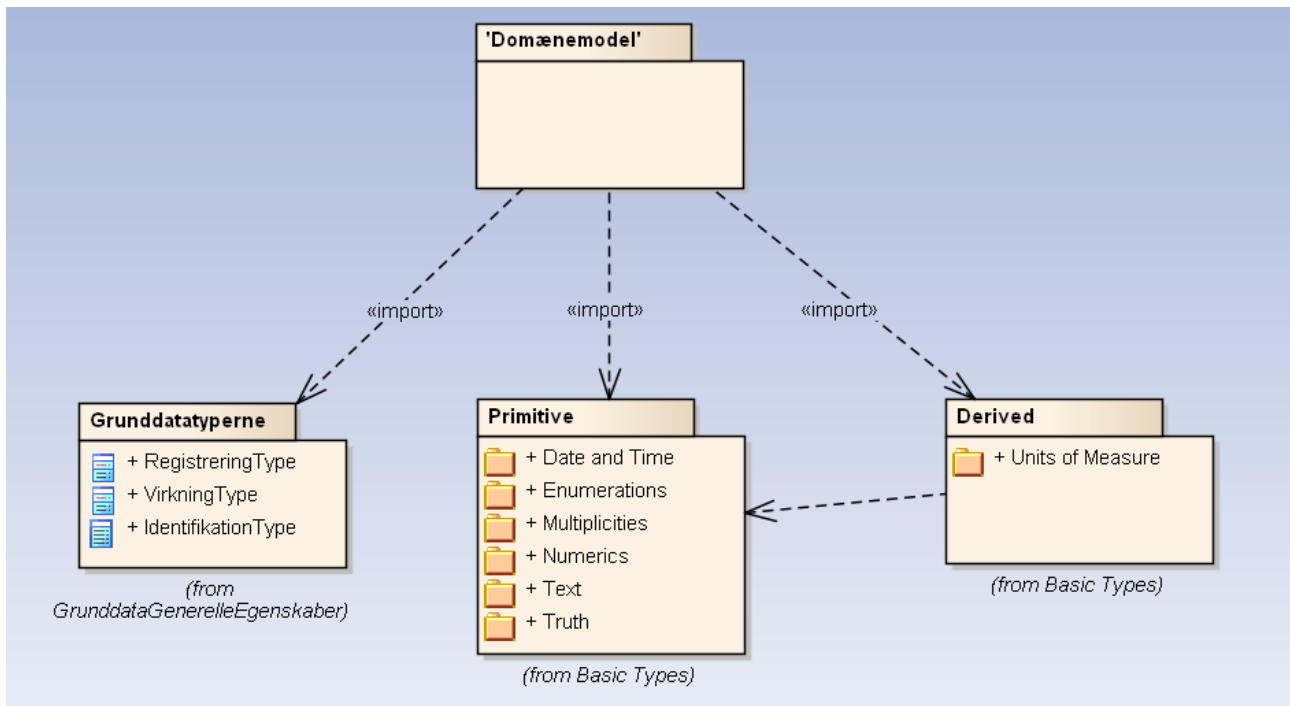 'Domænemodel'
«import»
«import»
«import»
Grunddatatyperne
+ RegistreringType
+ VirkningType
+ IdentifikationType
(from
GrunddataGenerelleEgenskaber)
Primitive
+ Date and Time
+ Enumerations
+ Multiplicities
+ Numerics
+ Text
+ Truth
(from Basic Types)
Derived
+ Units of Measure
(from Basic Types)